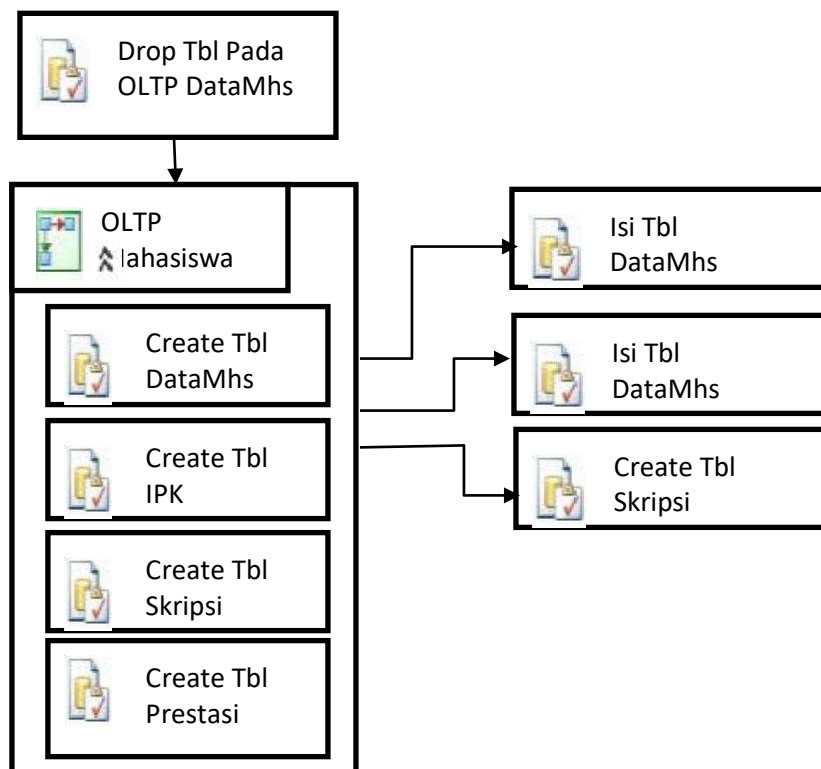 Drop Tbl Pada
OLTP DataMhs
OLTP
lahasiswa
Create Tbl
DataMhs
Create Tbl
IPK
Create Tbl
Skripsi
Create Tbl
Prestasi
Isi Tbl
DataMhs
Isi Tbl
DataMhs
Create Tbl
Skripsi